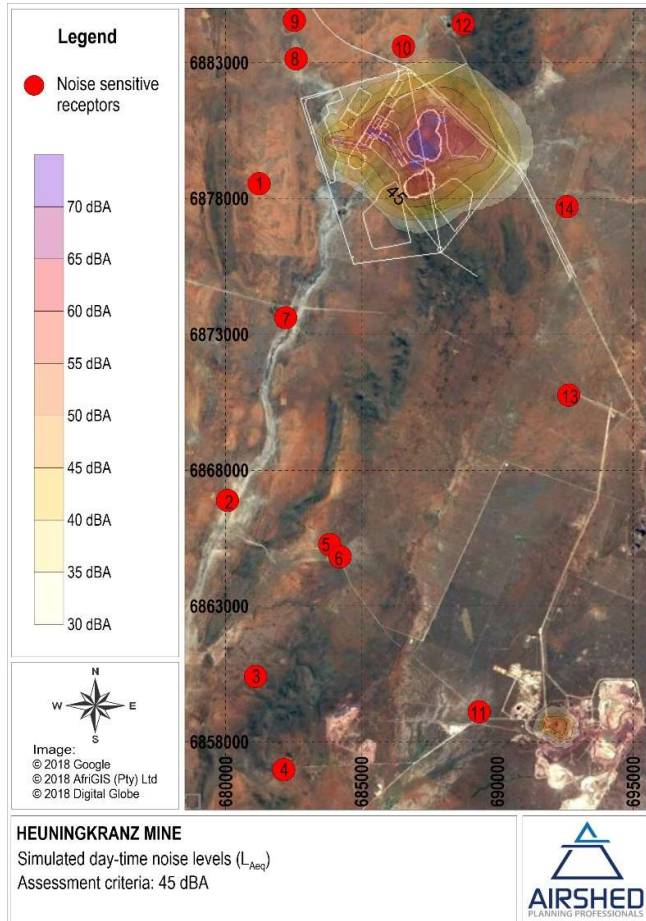 Legend
Noise sensitive
receptors
70 dBA
65 dBA
60 dBA
55 dBA
50 dBA
45 dBA
40 dBA
35 dBA
30 dBA
N
W E
S
Image:
© 2018 Google
© 2018 AfriGIS (Pty) Ltd
© 2018 Digital Globe
9
12
10
8
6883000
1
6878000
45
14
7
6873000
13
6868000
2
5
6
6863000
3
11
6858000
4
680000
685000
690000
695000
HEUNINGKRANZ MINE
Simulated day-time noise levels (LAeq)
Assessment criteria: 45 dBA
AIRSHED
PLANNING PROFESSIONALS